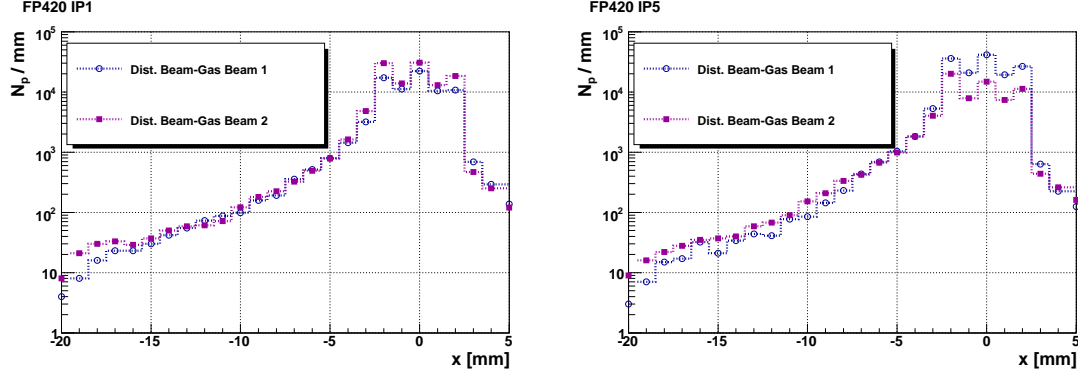 FP420 IP1
N_p / mm
10^5
10^4
10^3
10^2
10
1
Dist. Beam-Gas Beam 1
Dist. Beam-Gas Beam 2
-20 -15 -10 -5 0 5
x [mm]
FP420 IP5
N_p / mm
10^5
10^4
10^3
10^2
10
1
Dist. Beam-Gas Beam 1
Dist. Beam-Gas Beam 2
-20 -15 -10 -5 0 5
x [mm]